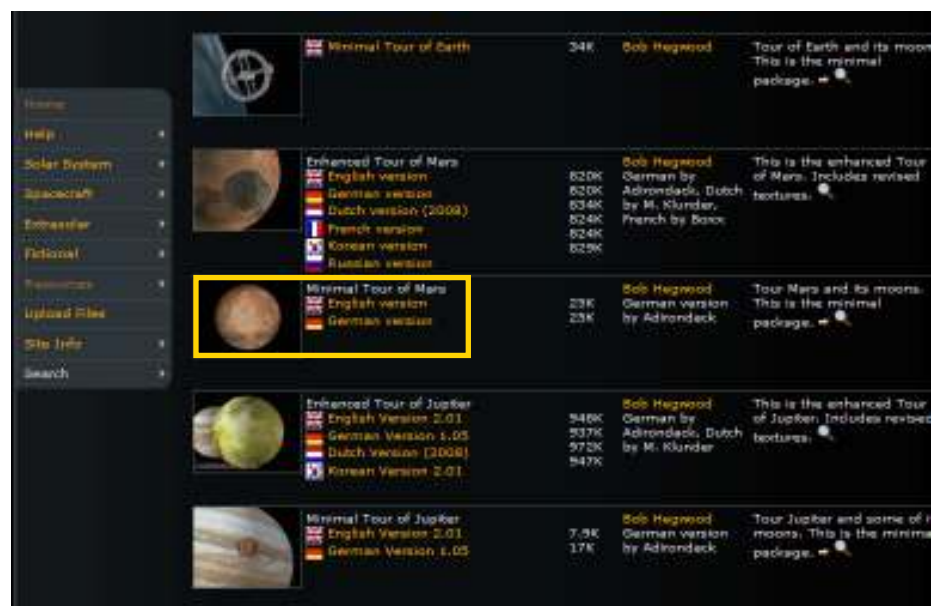 Minimal Tour of Earth
34K
Bob Hegwood
Tour of Earth and its moon
This is the minimal
package.
Home
Help
Solar System
Spacecraft
Extrasolar
Fictional
Resources
Upload Files
Site Info
Search
Enhanced Tour of Mars
English version
German version
Dutch version (2008)
French version
Korean version
Russian version
820K
820K
834K
824K
824K
829K
Bob Hegwood
German by
Adirondack, Dutch
by M. Klunder,
French by Bonx
This is the enhanced Tour
of Mars. Includes revised
textures.
Minimal Tour of Mars
English version
German version
23K
23K
Bob Hegwood
German version
by Adirondack
Tour Mars and its moons.
This is the minimal
package.
Enhanced Tour of Jupiter
English Version 2.01
German Version 1.05
Dutch Version (2008)
Korean Version 2.01
948K
937K
972K
947K
Bob Hegwood
German by
Adirondack, Dutch
by M. Klunder
This is the enhanced Tour
of Jupiter. Includes revised
textures.
Minimal Tour of Jupiter
English Version 2.01
German Version 1.05
7.9K
17K
Bob Hegwood
German version
by Adirondack
Tour Jupiter and some of
moons. This is the minima
package.